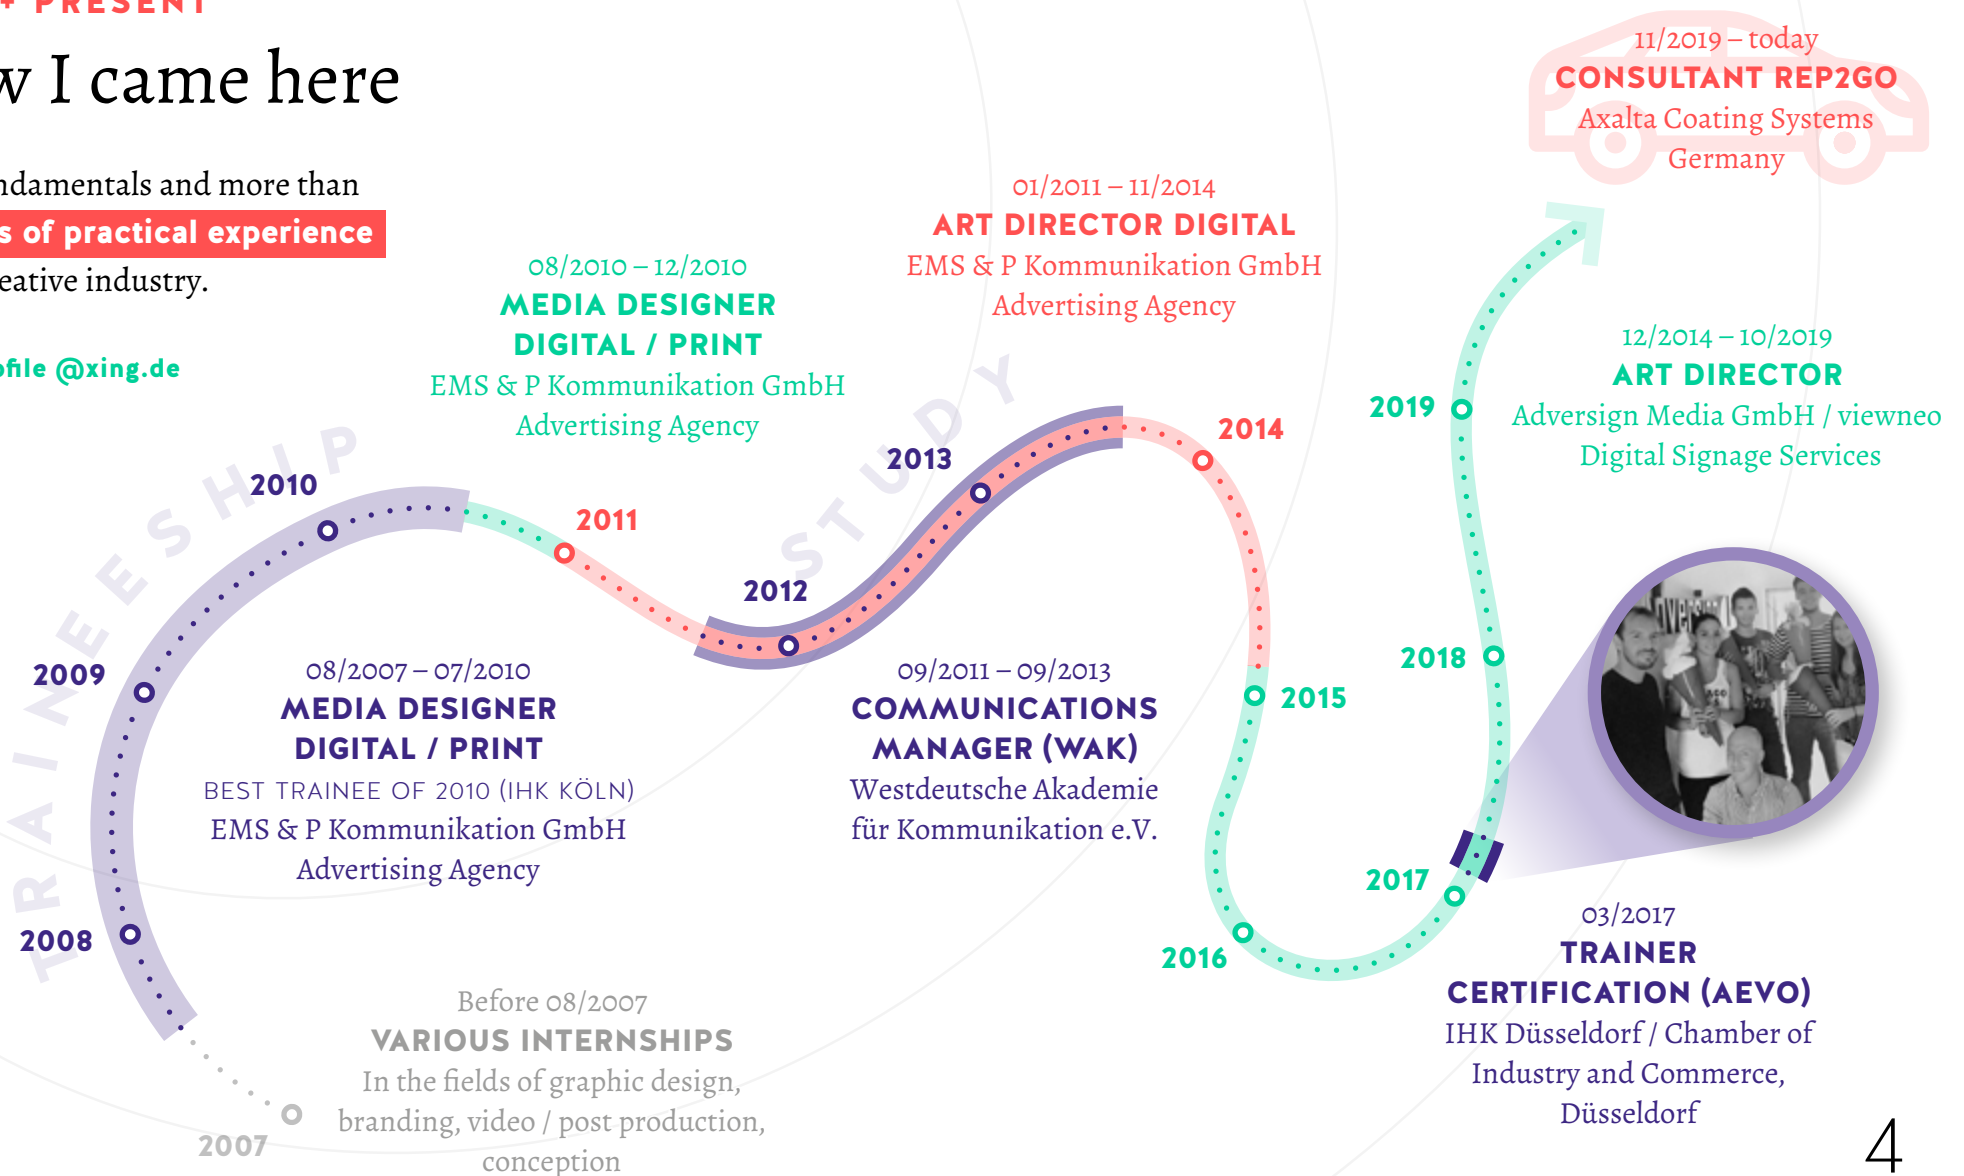 + PRESENT
w I came here
ndamentals and more than
s of practical experience
eative industry.
ofile @xing.de
11/2019 – today
CONSULTANT REP2GO
Axalta Coating Systems
Germany
01/2011 – 11/2014
ART DIRECTOR DIGITAL
EMS & P Kommunikation GmbH
Advertising Agency
08/2010 – 12/2010
MEDIA DESIGNER
DIGITAL / PRINT
EMS & P Kommunikation GmbH
Advertising Agency
12/2014 – 10/2019
ART DIRECTOR
Adversign Media GmbH / viewneo
Digital Signage Services
TRAINEESHIP
STUDY
2010
2011
2013
2014
2019
2012
2009
2015
2018
08/2007 – 07/2010
MEDIA DESIGNER
DIGITAL / PRINT
BEST TRAINEE OF 2010 (IHK KÖLN)
EMS & P Kommunikation GmbH
Advertising Agency
09/2011 – 09/2013
COMMUNICATIONS
MANAGER (WAK)
Westdeutsche Akademie
für Kommunikation e.V.
2008
2016
2017
03/2017
TRAINER
CERTIFICATION (AEVO)
IHK Düsseldorf / Chamber of
Industry and Commerce,
Düsseldorf
Before 08/2007
VARIOUS INTERNSHIPS
In the fields of graphic design,
branding, video / post production,
conception
2007
4